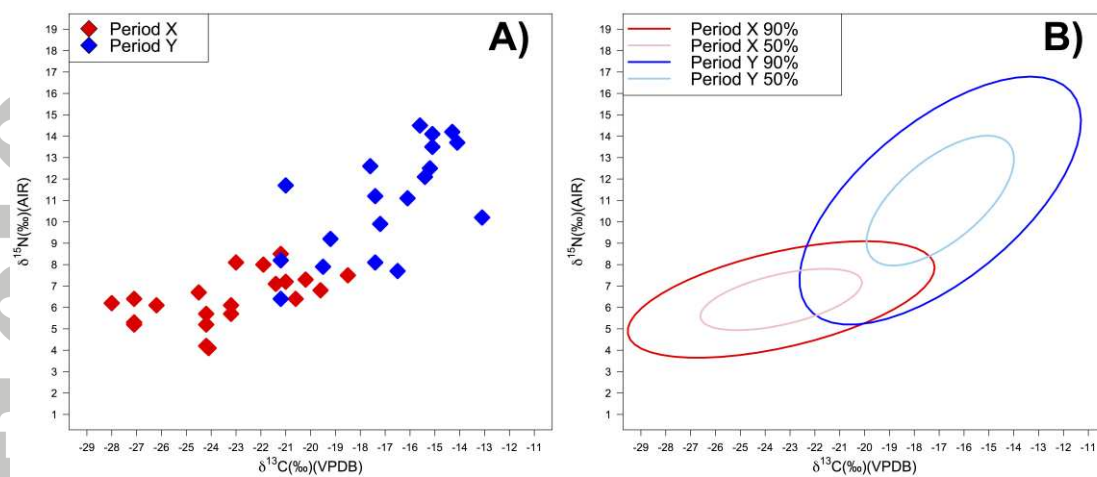 Period X
Period Y
A)
19
18
17
16
15
14
13
12
11
10
9
8
7
6
5
4
3
2
1
δ¹⁵N(‰)(AIR)
-29 -28 -27 -26 -25 -24 -23 -22 -21 -20 -19 -18 -17 -16 -15 -14 -13 -12 -11
δ¹³C(‰)(VPDB)
Period X 90%
Period X 50%
Period Y 90%
Period Y 50%
B)
19
18
17
16
15
14
13
12
11
10
9
8
7
6
5
4
3
2
1
δ¹⁵N(‰)(AIR)
-29 -28 -27 -26 -25 -24 -23 -22 -21 -20 -19 -18 -17 -16 -15 -14 -13 -12 -11
δ¹³C(‰)(VPDB)